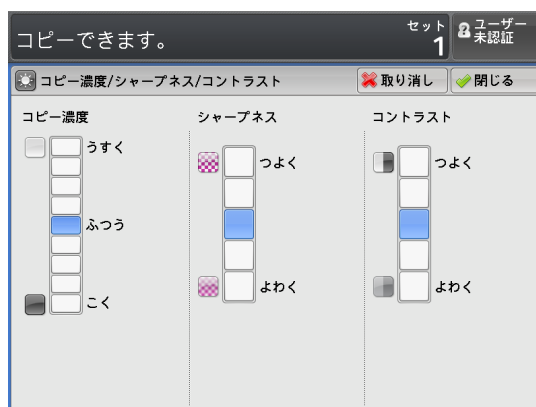 コピーできます。
セット
1
ユーザー
未認証
コピー濃度/シャープネス/コントラスト
取り消し
閉じる
コピー濃度
シャープネス
コントラスト
うすく
つよく
つよく
ふつう
よわく
よわく
こく